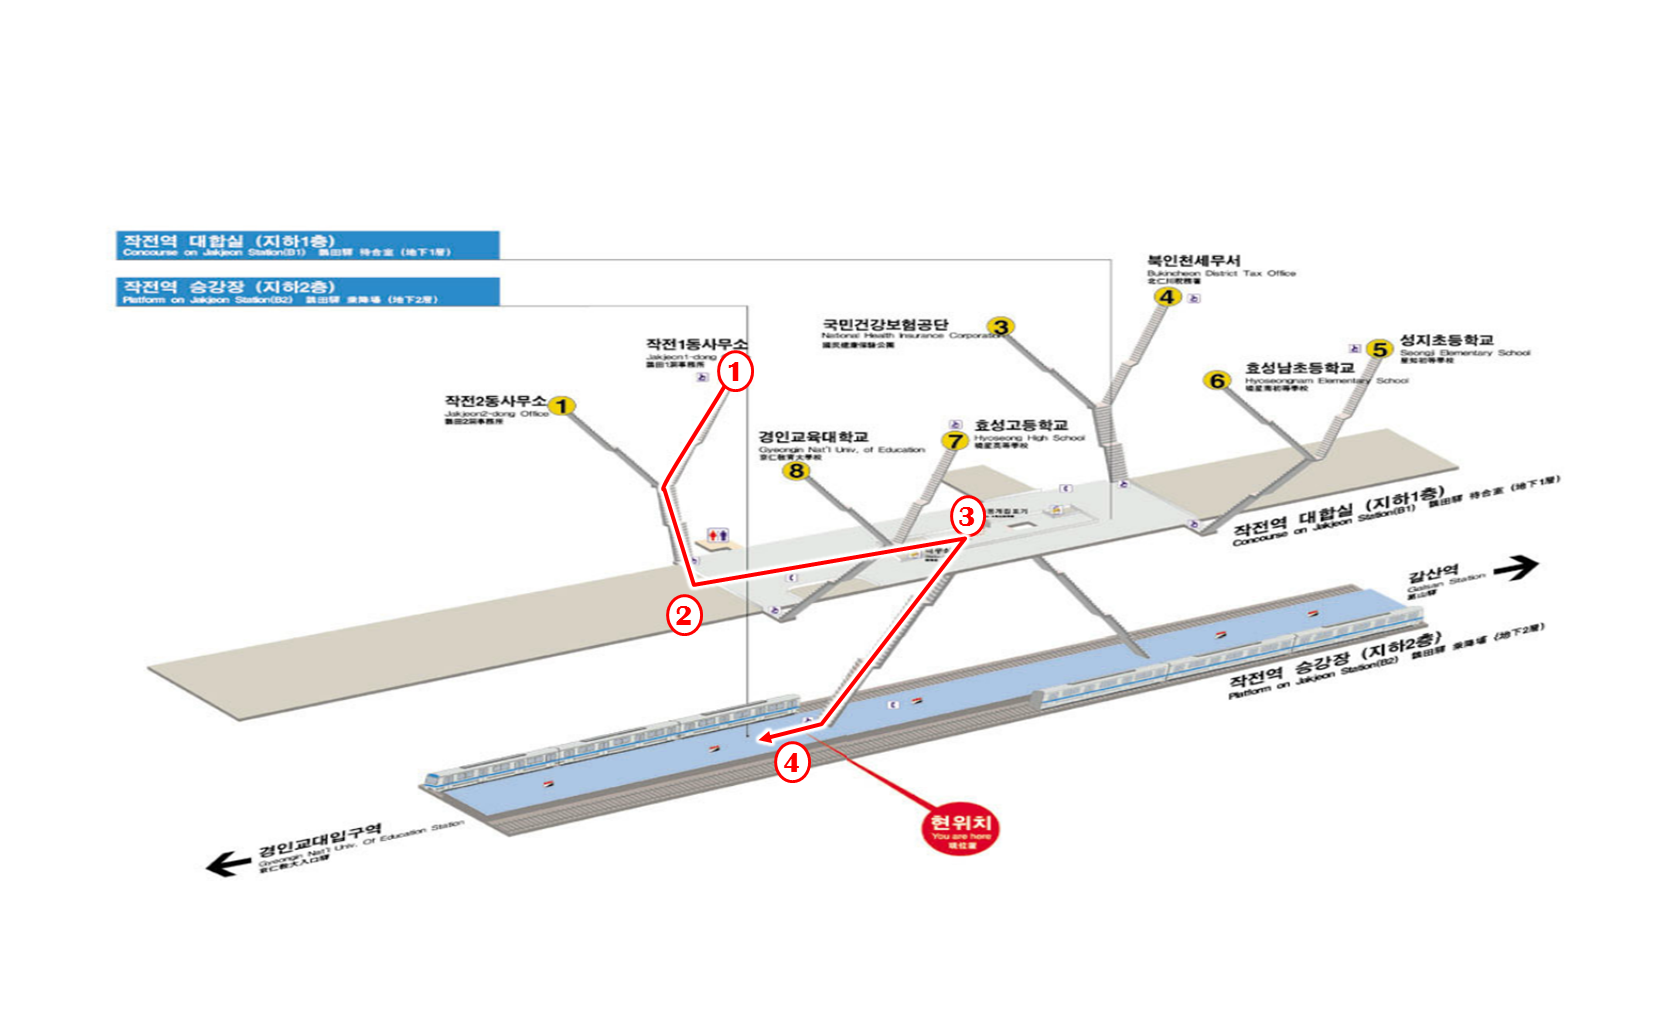 작전역 대합실 (지하1층)
Concourse on Jakjeon Station(B1) 鵲田驛 待合室 (地下1層)
작전역 승강장 (지하2층)
Platform on Jakjeon Station(B2) 鵲田驛 乘降場 (地下2層)
북인천세무서
Bukincheon District Tax Office
4
국민건강보험공단
National Health Insurance Corporation
3
작전1동사무소
Jakjeon1-dong
鵲田1洞事務所
1
성지초등학교
Seongji Elementary School
聖知初等學校
5
효성남초등학교
Hyoseongnam Elementary School
曉星南初等學校
6
작전2동사무소
Jakjeon2-dong Office
鵲田2洞事務所
1
효성고등학교
Hyoseong High School
曉星高等學校
7
경인교육대학교
Gyeongin Nat'l Univ. of Education
京仁敎育大學校
8
3
2
작전역 대합실 (지하1층)
Concourse on Jakjeon Station(B1) 鵲田驛 待合室 (地下1層)
갈산역
Galsan Station
葛山驛
작전역 승강장 (지하2층)
Platform on Jakjeon Station(B2) 鵲田驛 乘降場 (地下2層)
4
현위치
You are here
現位置
경인교대입구역
Gyeongin Nat'l Univ. Of Education Station
京仁敎大入口驛